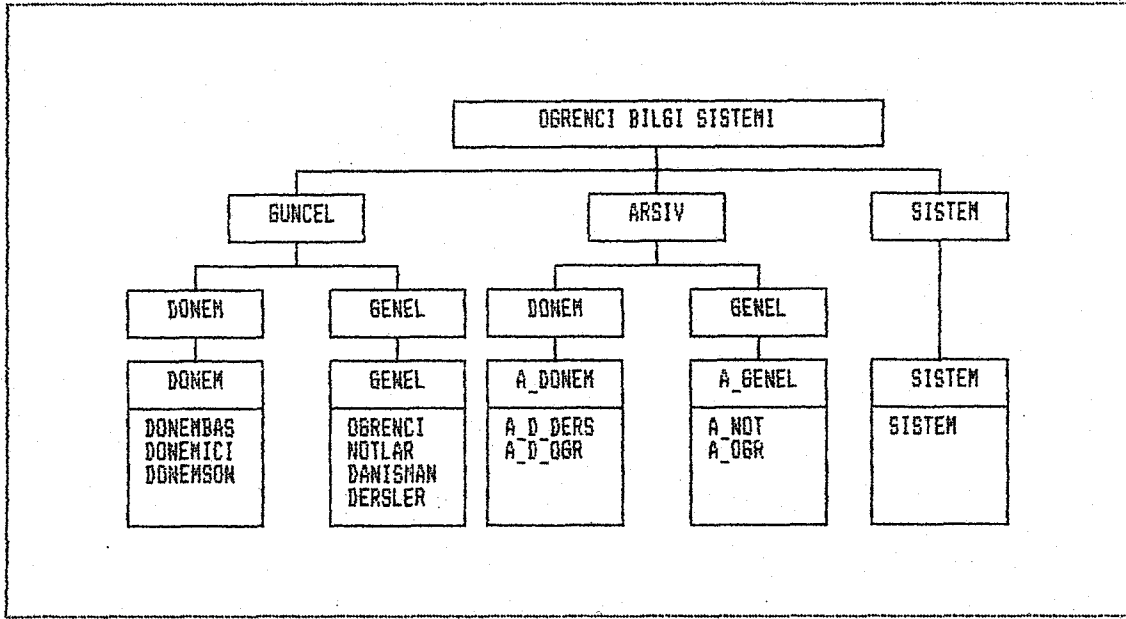 OGRENCI BILGI SISTEMI
GUNCEL
ARSIV
SISTEM
DONEM
GENEL
DONEM
GENEL
DONEM
DONEMBAS
DONEMICI
DONEMSON
GENEL
OGRENCI
NOTLAR
DANISMAN
DERSLER
A_DONEM
A_D_DERS
A_D_OGR
A_GENEL
A_NOT
A_OGR
SISTEM
SISTEM